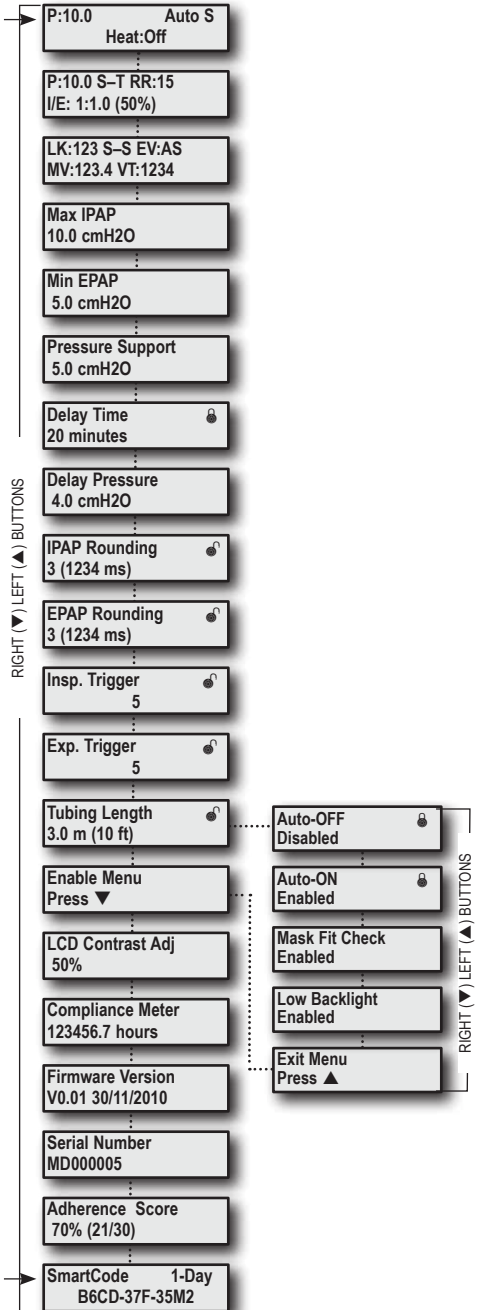 P:10.0 Auto S
Heat:Off
P:10.0 S–T RR:15
I/E: 1:1.0 (50%)
LK:123 S–S EV:AS
MV:123.4 VT:1234
Max IPAP
10.0 cmH2O
Min EPAP
5.0 cmH2O
Pressure Support
5.0 cmH2O
Delay Time
20 minutes
Delay Pressure
4.0 cmH2O
IPAP Rounding
3 (1234 ms)
EPAP Rounding
3 (1234 ms)
Insp. Trigger
5
Exp. Trigger
5
Tubing Length
3.0 m (10 ft)
Enable Menu
Press ▼
LCD Contrast Adj
50%
Compliance Meter
123456.7 hours
Firmware Version
V0.01 30/11/2010
Serial Number
MD000005
Adherence Score
70% (21/30)
SmartCode 1-Day
B6CD-37F-35M2
RIGHT (▼) LEFT (▲) BUTTONS
Auto-OFF
Disabled
Auto-ON
Enabled
Mask Fit Check
Enabled
Low Backlight
Enabled
Exit Menu
Press ▲
RIGHT (▼) LEFT (▲) BUTTONS